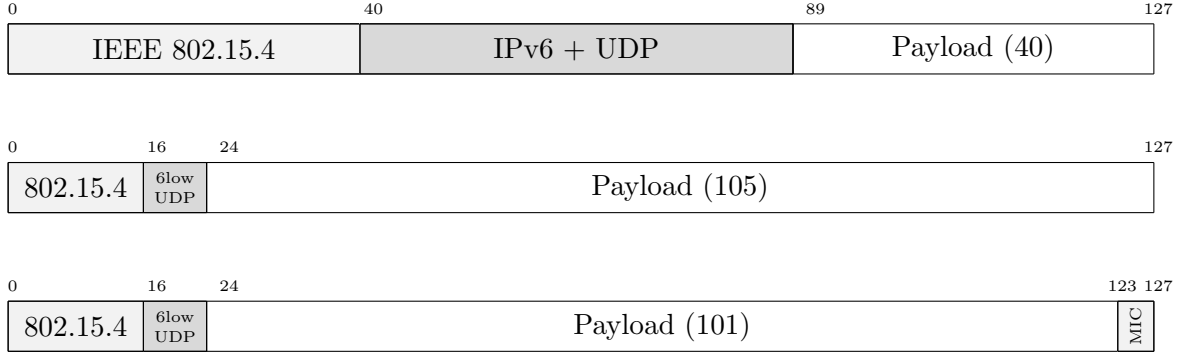 0 40 89 127
IEEE 802.15.4 IPv6 + UDP Payload (40)
0 16 24 127
802.15.4 6low UDP Payload (105)
0 16 24 123 127
802.15.4 6low UDP Payload (101) MIC